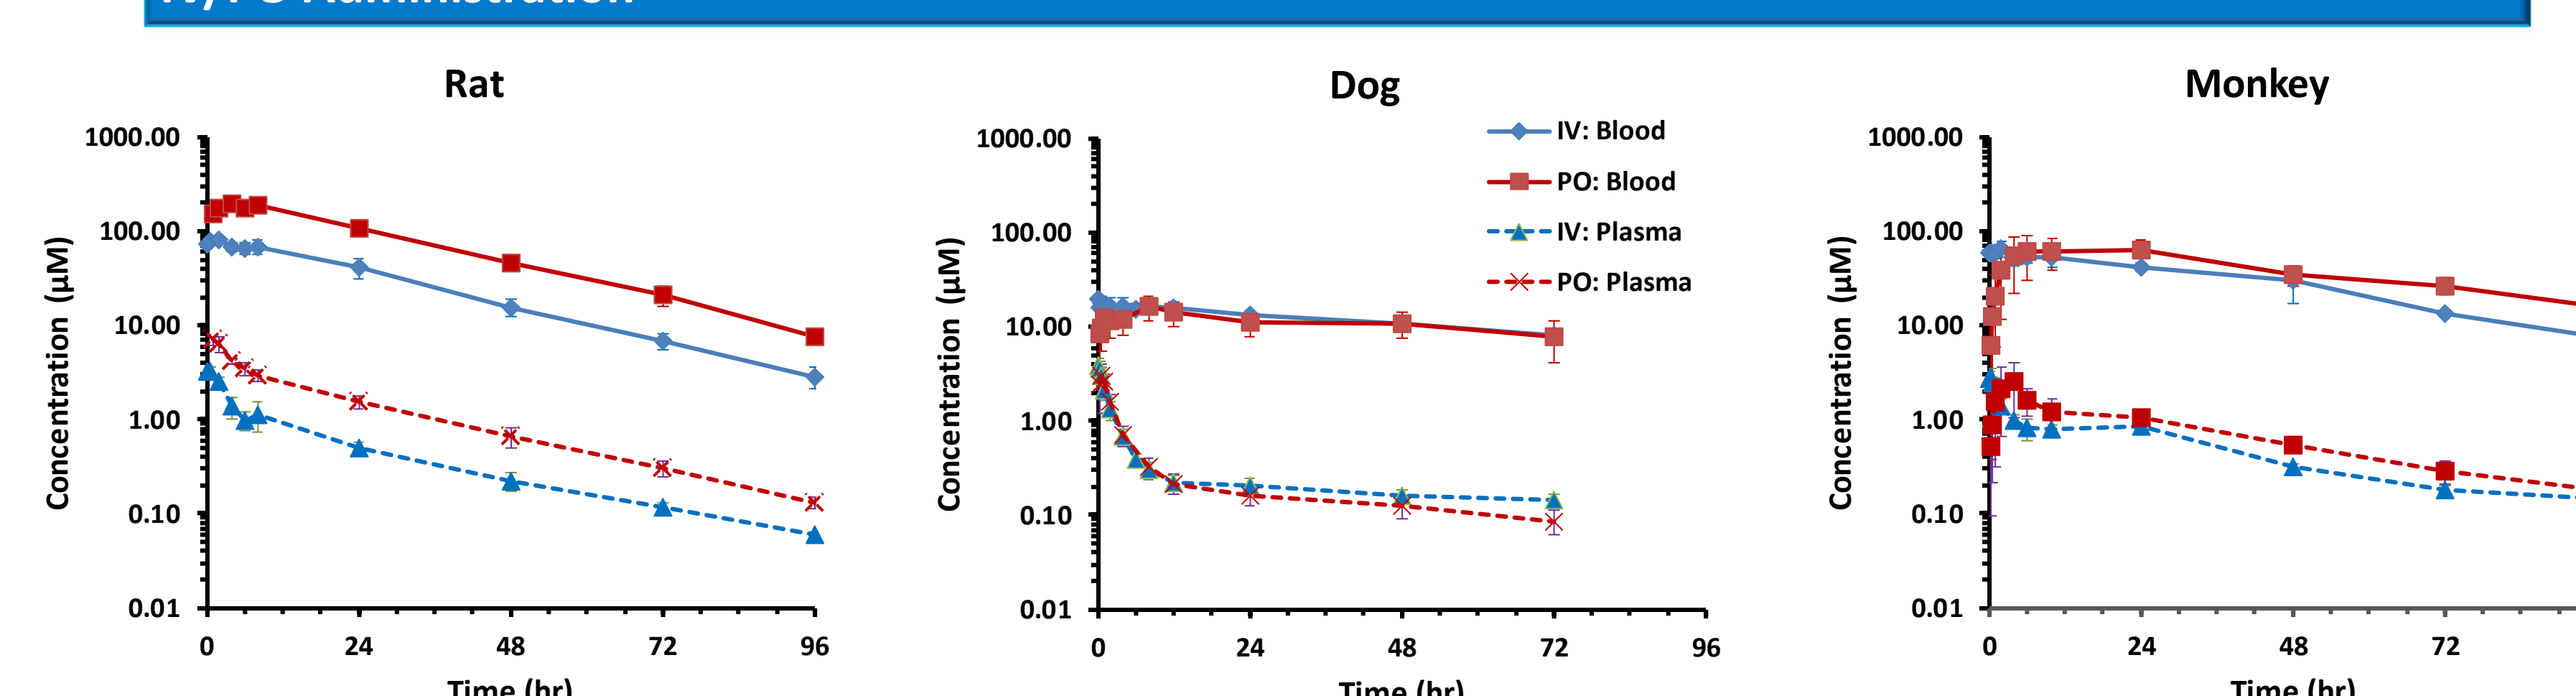 Administration
Rat
Dog
Monkey
Concentration (µM)
1000.00
100.00
10.00
1.00
0.10
0.01
0
24
48
72
96
Time (hr)
Concentration (µM)
1000.00
100.00
10.00
1.00
0.10
0.01
0
24
48
72
96
Time (hr)
IV: Blood
PO: Blood
IV: Plasma
PO: Plasma
Concentration (µM)
1000.00
100.00
10.00
1.00
0.10
0.01
0
24
48
72
Time (hr)